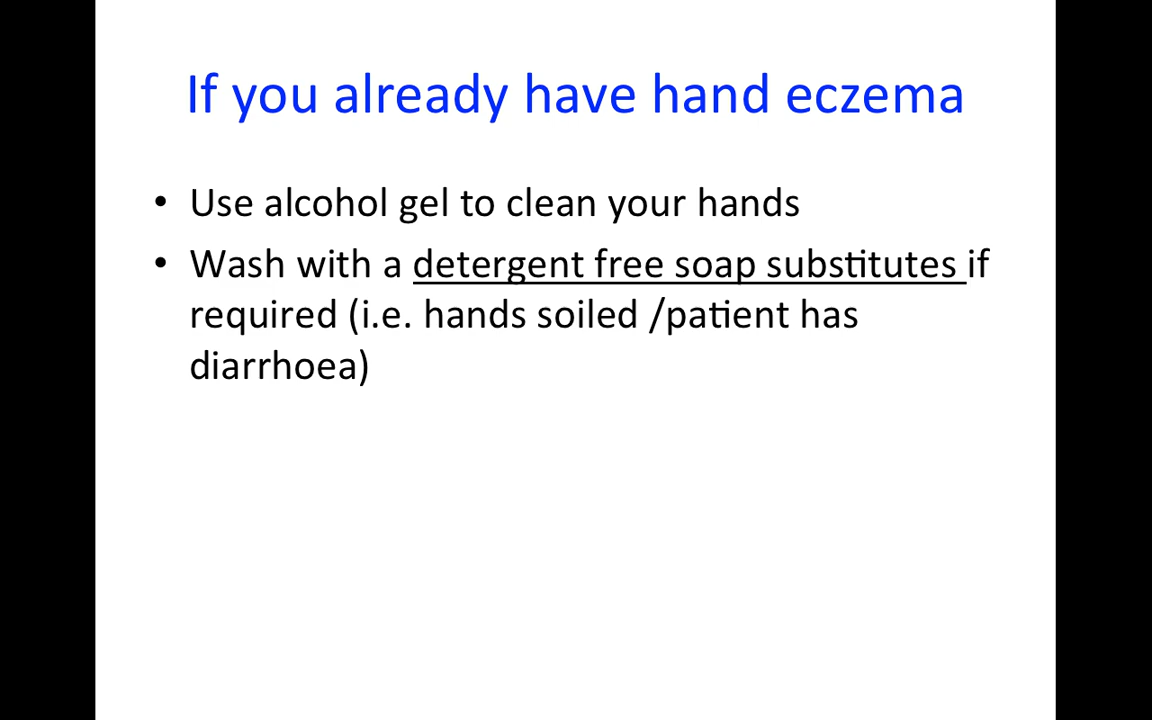 If you already have hand eczema
• Use alcohol gel to clean your hands
• Wash with a detergent free soap substitutes if
required (i.e. hands soiled /patient has
diarrhoea)